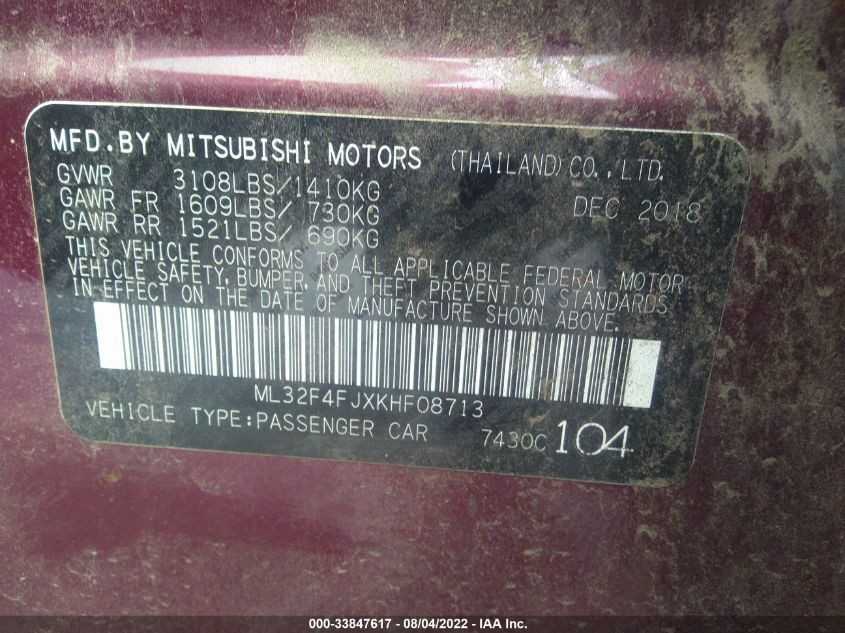 MFD.BY MITSUBISHI MOTORS (THAILAND) CO., LTD.
GVWR 3108LBS/1410KG DEC 2018
GAWR FR 1609LBS/ 730KG
GAWR RR 1521LBS/ 690KG
THIS VEHICLE CONFORMS TO ALL APPLICABLE FEDERAL MOTOR
VEHICLE SAFETY, BUMPER, AND THEFT PREVENTION STANDARDS
IN EFFECT ON THE DATE OF MANUFACTURE SHOWN ABOVE.
ML32F4FJXKHF08713
VEHICLE TYPE:PASSENGER CAR 7430C 104
000-33847617 - 08/04/2022 - IAA Inc.